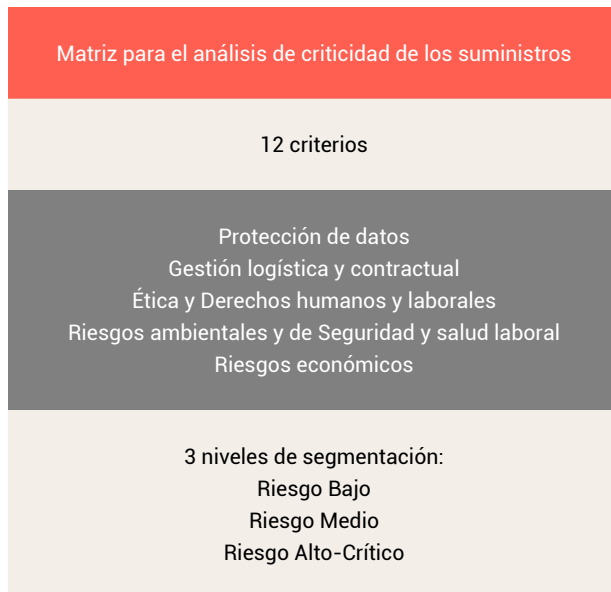 Matriz para el análisis de criticidad de los suministros
12 criterios
Protección de datos
Gestión logística y contractual
Ética y Derechos humanos y laborales
Riesgos ambientales y de Seguridad y salud laboral
Riesgos económicos
3 niveles de segmentación:
Riesgo Bajo
Riesgo Medio
Riesgo Alto-Crítico